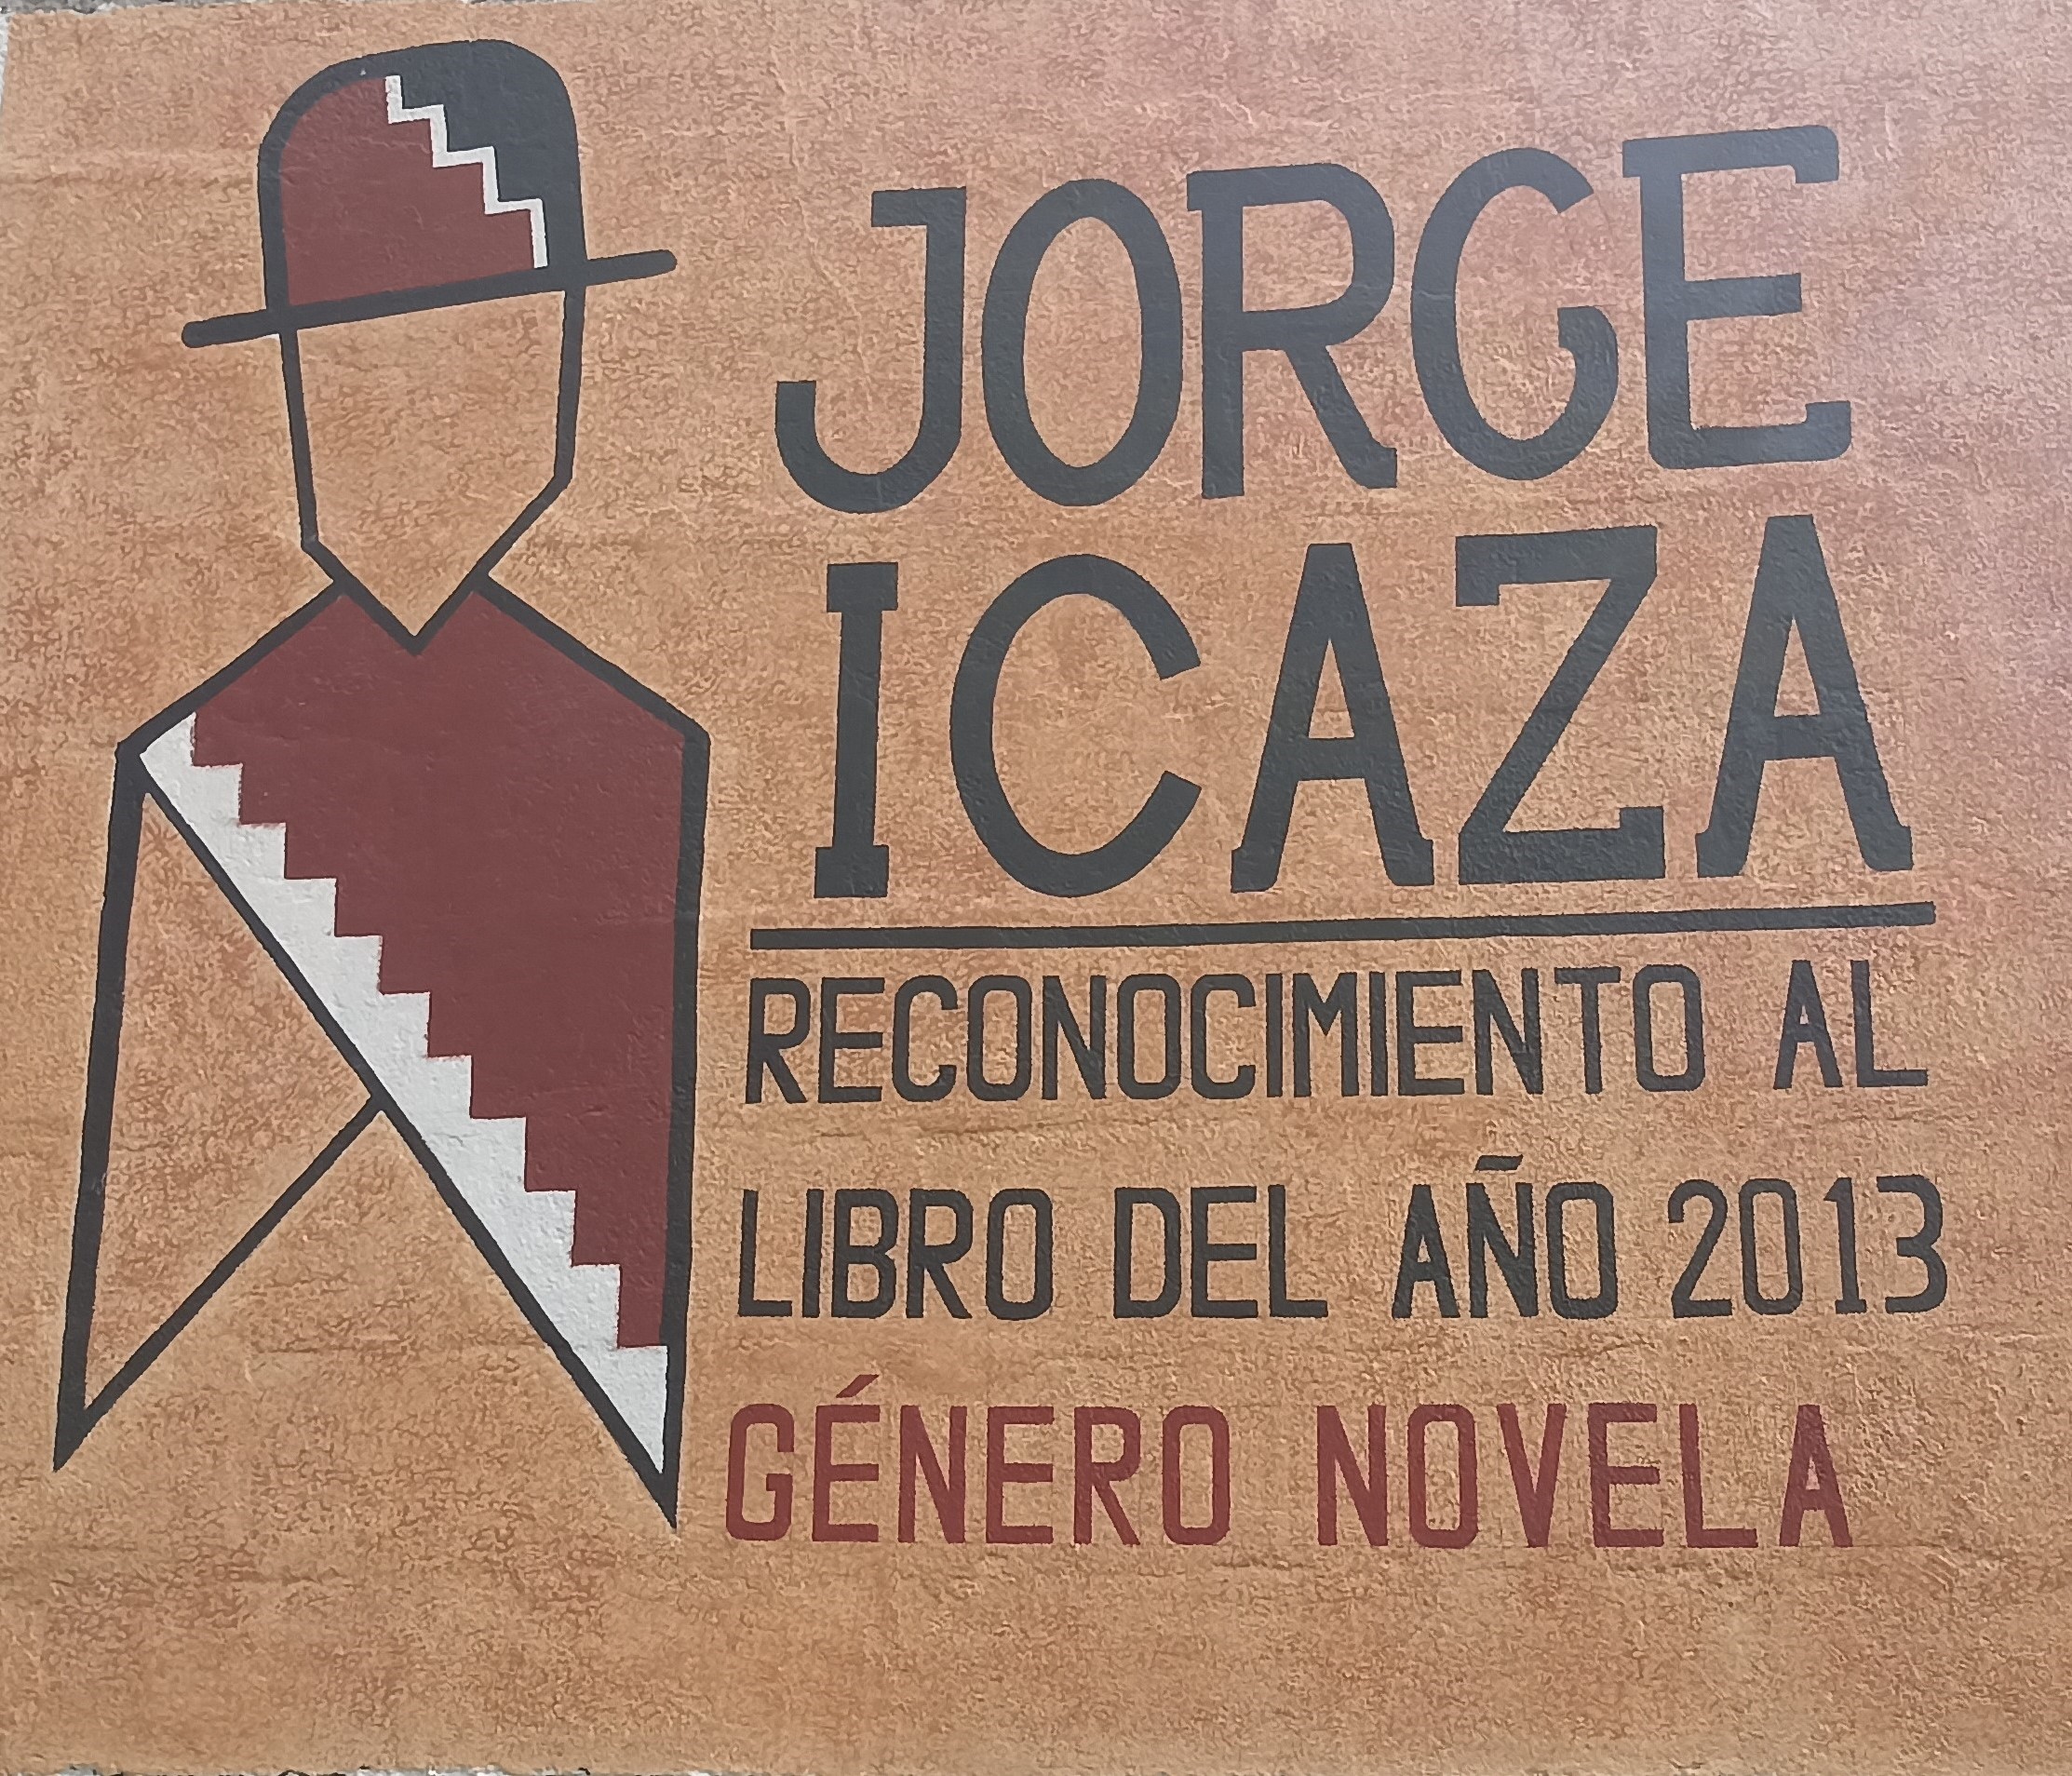 JORGE
ICAZA
RECONOCIMIENTO AL
LIBRO DEL AÑO 2013
GÉNERO NOVELA